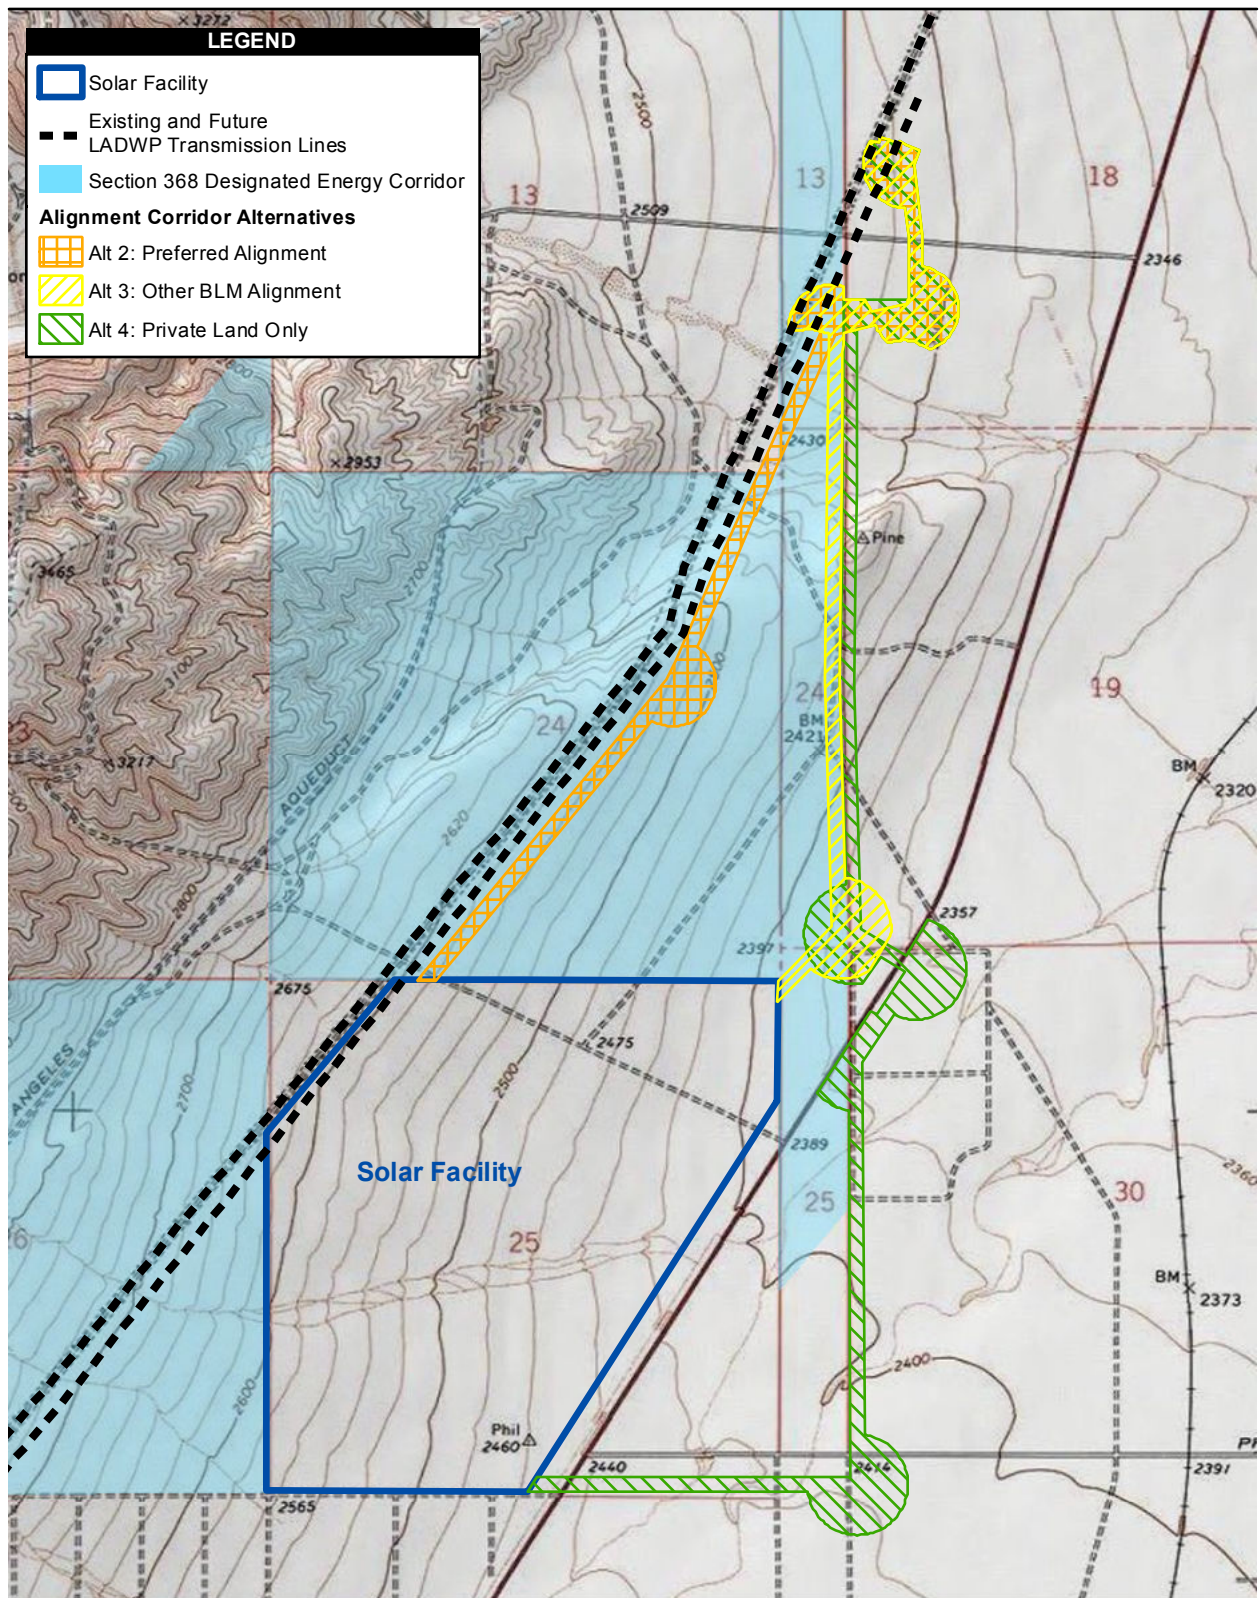 3272
LEGEND
Solar Facility
Existing and Future
LADWP Transmission Lines
Section 368 Designated Energy Corridor
Alignment Corridor Alternatives
Alt 2: Preferred Alignment
Alt 3: Other BLM Alignment
Alt 4: Private Land Only
2500
13
13
18
2509
2346
2430
2953
Pine
3465
2700
3100
24
24
19
BM
2421
BM
2320
3217
AQUEDUCT
2620
2800
2357
2397
2675
2475
2500
LOS ANGELES
2700
2389
Solar Facility
25
25
30
2360
BM
2373
2400
2600
Phil
2460
2440
2414
2391
2565